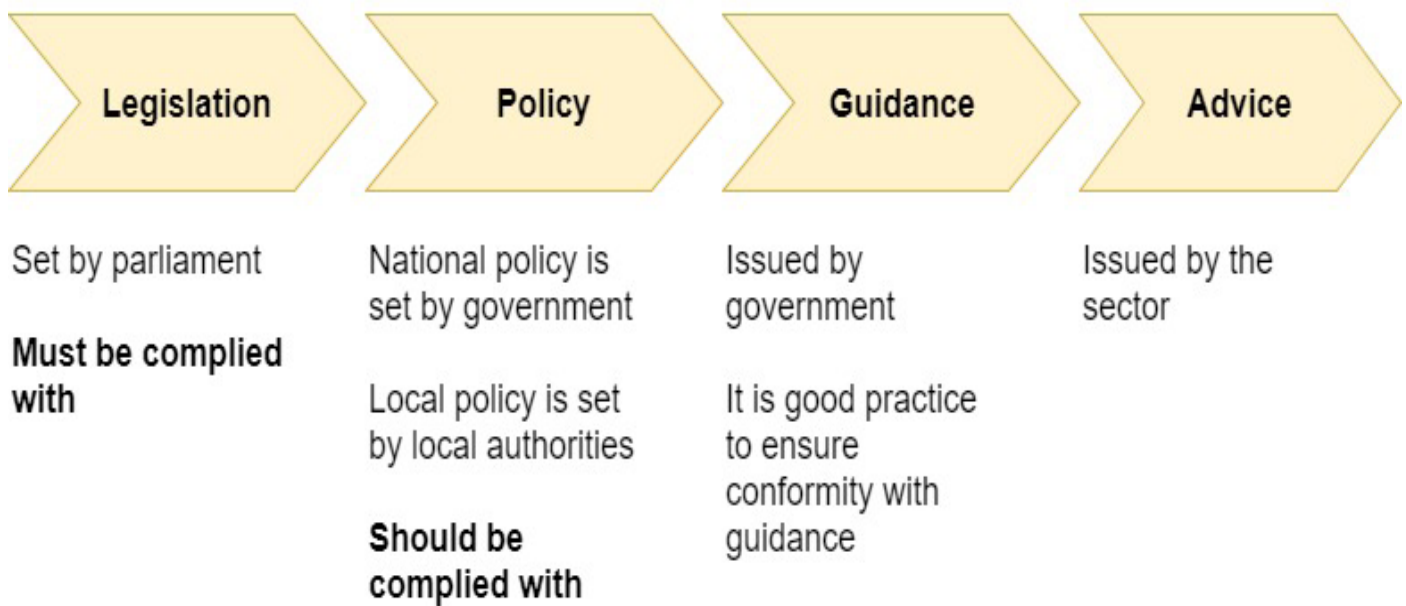 Legislation
Policy
Guidance
Advice
Set by parliament
Must be complied
with
National policy is
set by government
Local policy is set
by local authorities
Should be
complied with
Issued by
government
It is good practice
to ensure
conformity with
guidance
Issued by the
sector